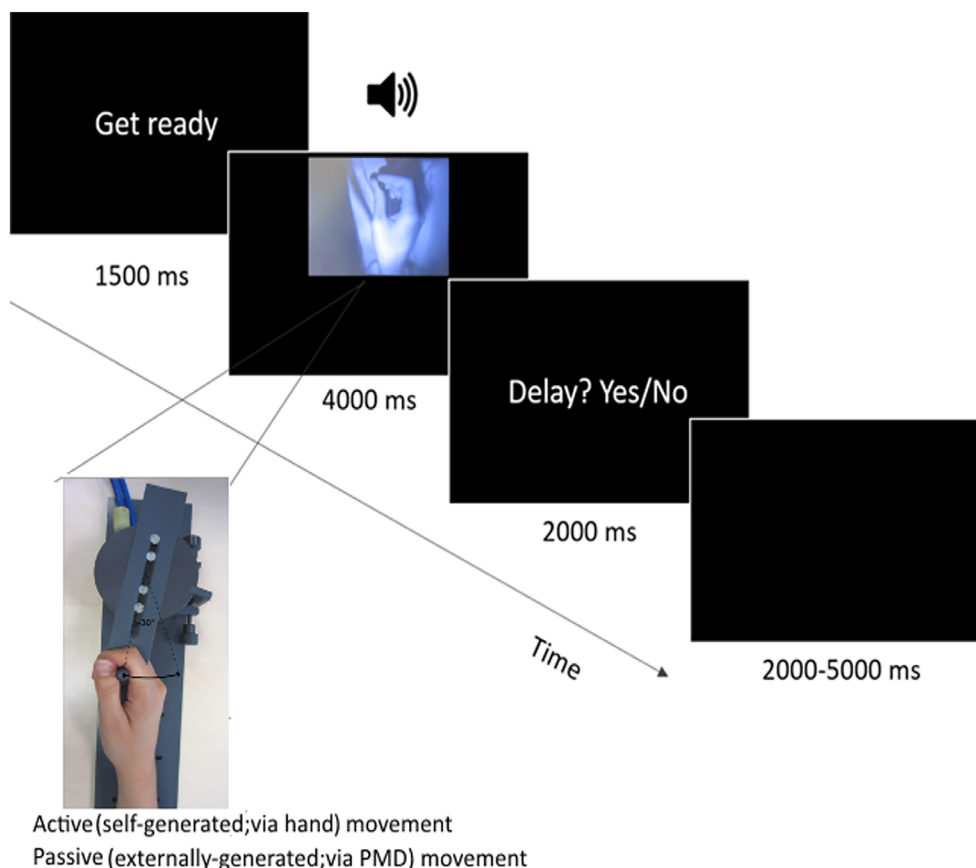 Get ready
1500 ms
4000 ms
Delay? Yes/No
2000 ms
Time
2000-5000 ms
~30°
Active (self-generated;via hand) movement
Passive (externally-generated;via PMD) movement